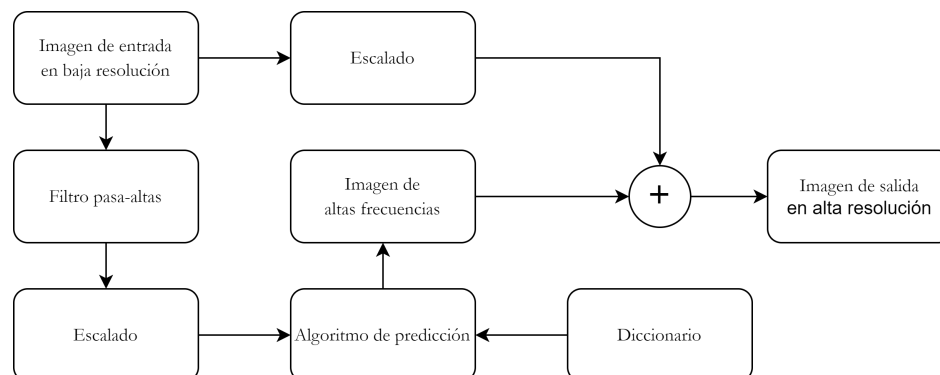 Imagen de entrada
en baja resolución
Escalado
Filtro pasa-altas
Imagen de
altas frecuencias
+
Imagen de salida
en alta resolución
Escalado
Algoritmo de predicción
Diccionario